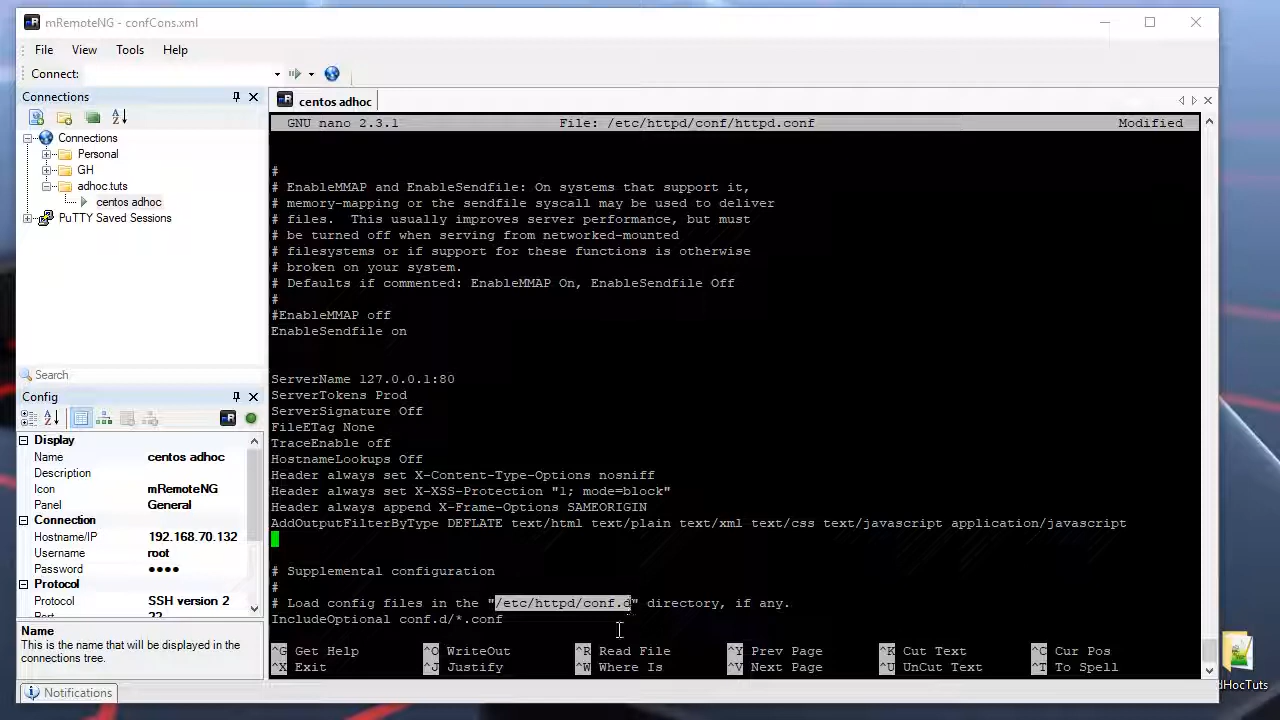 mRemoteNG - confCons.xml
File View Tools Help
Connect:
Connections
Connections
Personal
GH
adhoc.tuts
centos adhoc
PuTTY Saved Sessions
Search
Config
Display
Name centos adhoc
Description
Icon mRemoteNG
Panel General
Connection
Hostname/IP 192.168.70.132
Username root
Password ●●●●
Protocol
Protocol SSH version 2
22
Name
This is the name that will be displayed in the
connections tree.
Notifications
centos adhoc
GNU nano 2.3.1 File: /etc/httpd/conf/httpd.conf Modified
#
# EnableMMAP and EnableSendfile: On systems that support it,
# memory-mapping or the sendfile syscall may be used to deliver
# files.  This usually improves server performance, but must
# be turned off when serving from networked-mounted
# filesystems or if support for these functions is otherwise
# broken on your system.
# Defaults if commented: EnableMMAP On, EnableSendfile Off
#
#EnableMMAP off
EnableSendfile on
ServerName 127.0.0.1:80
ServerTokens Prod
ServerSignature Off
FileETag None
TraceEnable off
HostnameLookups Off
Header always set X-Content-Type-Options nosniff
Header always set X-XSS-Protection "1; mode=block"
Header always append X-Frame-Options SAMEORIGIN
AddOutputFilterByType DEFLATE text/html text/plain text/xml text/css text/javascript application/javascript
# Supplemental configuration
#
# Load config files in the "/etc/httpd/conf.d" directory, if any.
IncludeOptional conf.d/*.conf
^G Get Help ^O WriteOut ^R Read File ^Y Prev Page ^K Cut Text ^C Cur Pos
^X Exit ^J Justify ^W Where Is ^V Next Page ^U UnCut Text ^T To Spell
dHocTuts